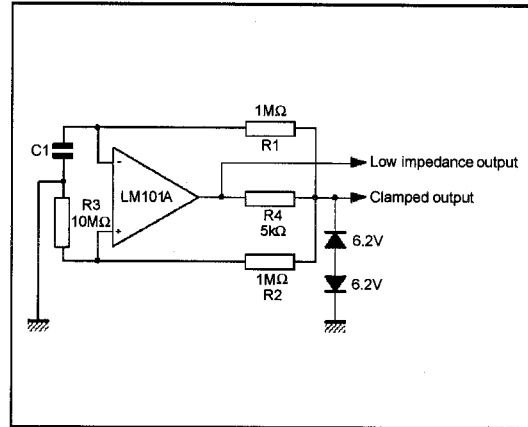 1MΩ
R1
C1
-
LM101A
+
Low impedance output
Clamped output
R3
10MΩ
R4
5kΩ
6.2V
1MΩ
R2
6.2V